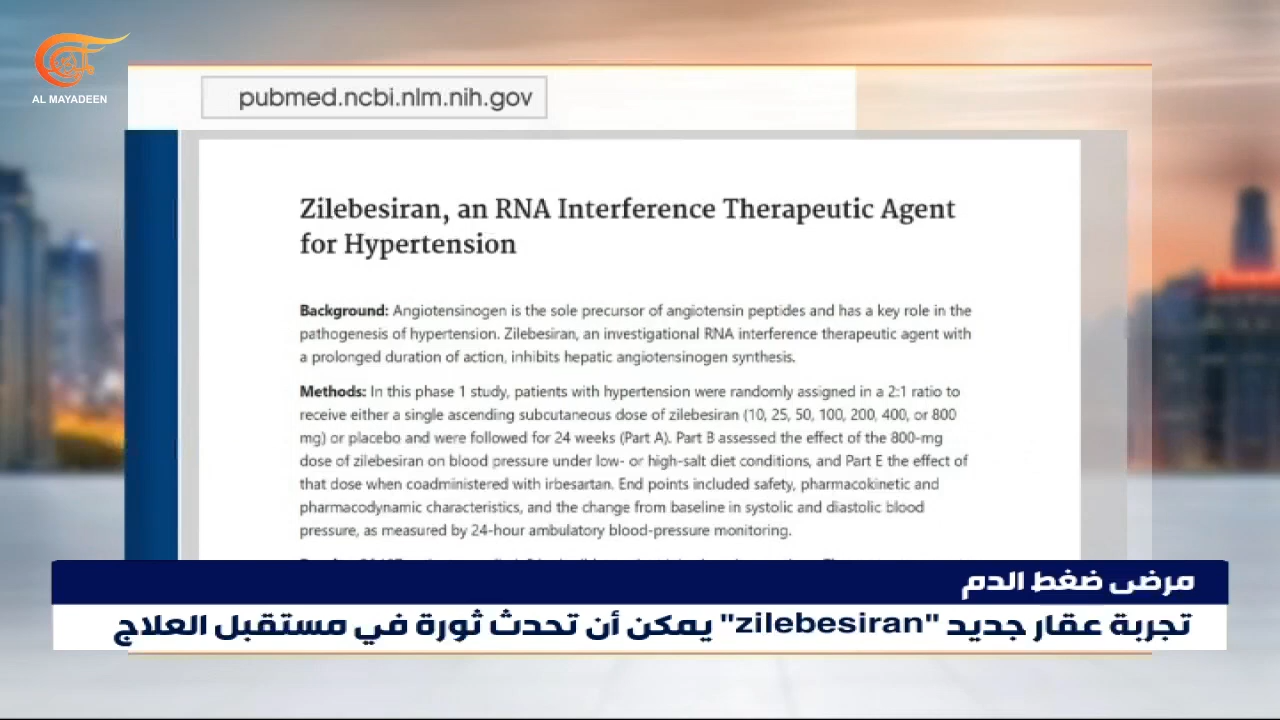 AL MAYADEEN
pubmed.ncbi.nlm.nih.gov
Zilebesiran, an RNA Interference Therapeutic Agent
for Hypertension
Background: Angiotensinogen is the sole precursor of angiotensin peptides and has a key role in the
pathogenesis of hypertension. Zilebesiran, an investigational RNA interference therapeutic agent with
a prolonged duration of action, inhibits hepatic angiotensinogen synthesis.
Methods: In this phase 1 study, patients with hypertension were randomly assigned in a 2:1 ratio to
receive either a single ascending subcutaneous dose of zilebesiran (10, 25, 50, 100, 200, 400, or 800
mg) or placebo and were followed for 24 weeks (Part A). Part B assessed the effect of the 800-mg
dose of zilebesiran on blood pressure under low- or high-salt diet conditions, and Part E the effect of
that dose when coadministered with irbesartan. End points included safety, pharmacokinetic and
pharmacodynamic characteristics, and the change from baseline in systolic and diastolic blood
pressure, as measured by 24-hour ambulatory blood-pressure monitoring.
مرض ضغط الدم
تجربة عقار جديد "zilebesiran" يمكن أن تحدث ثورة في مستقبل العلاج